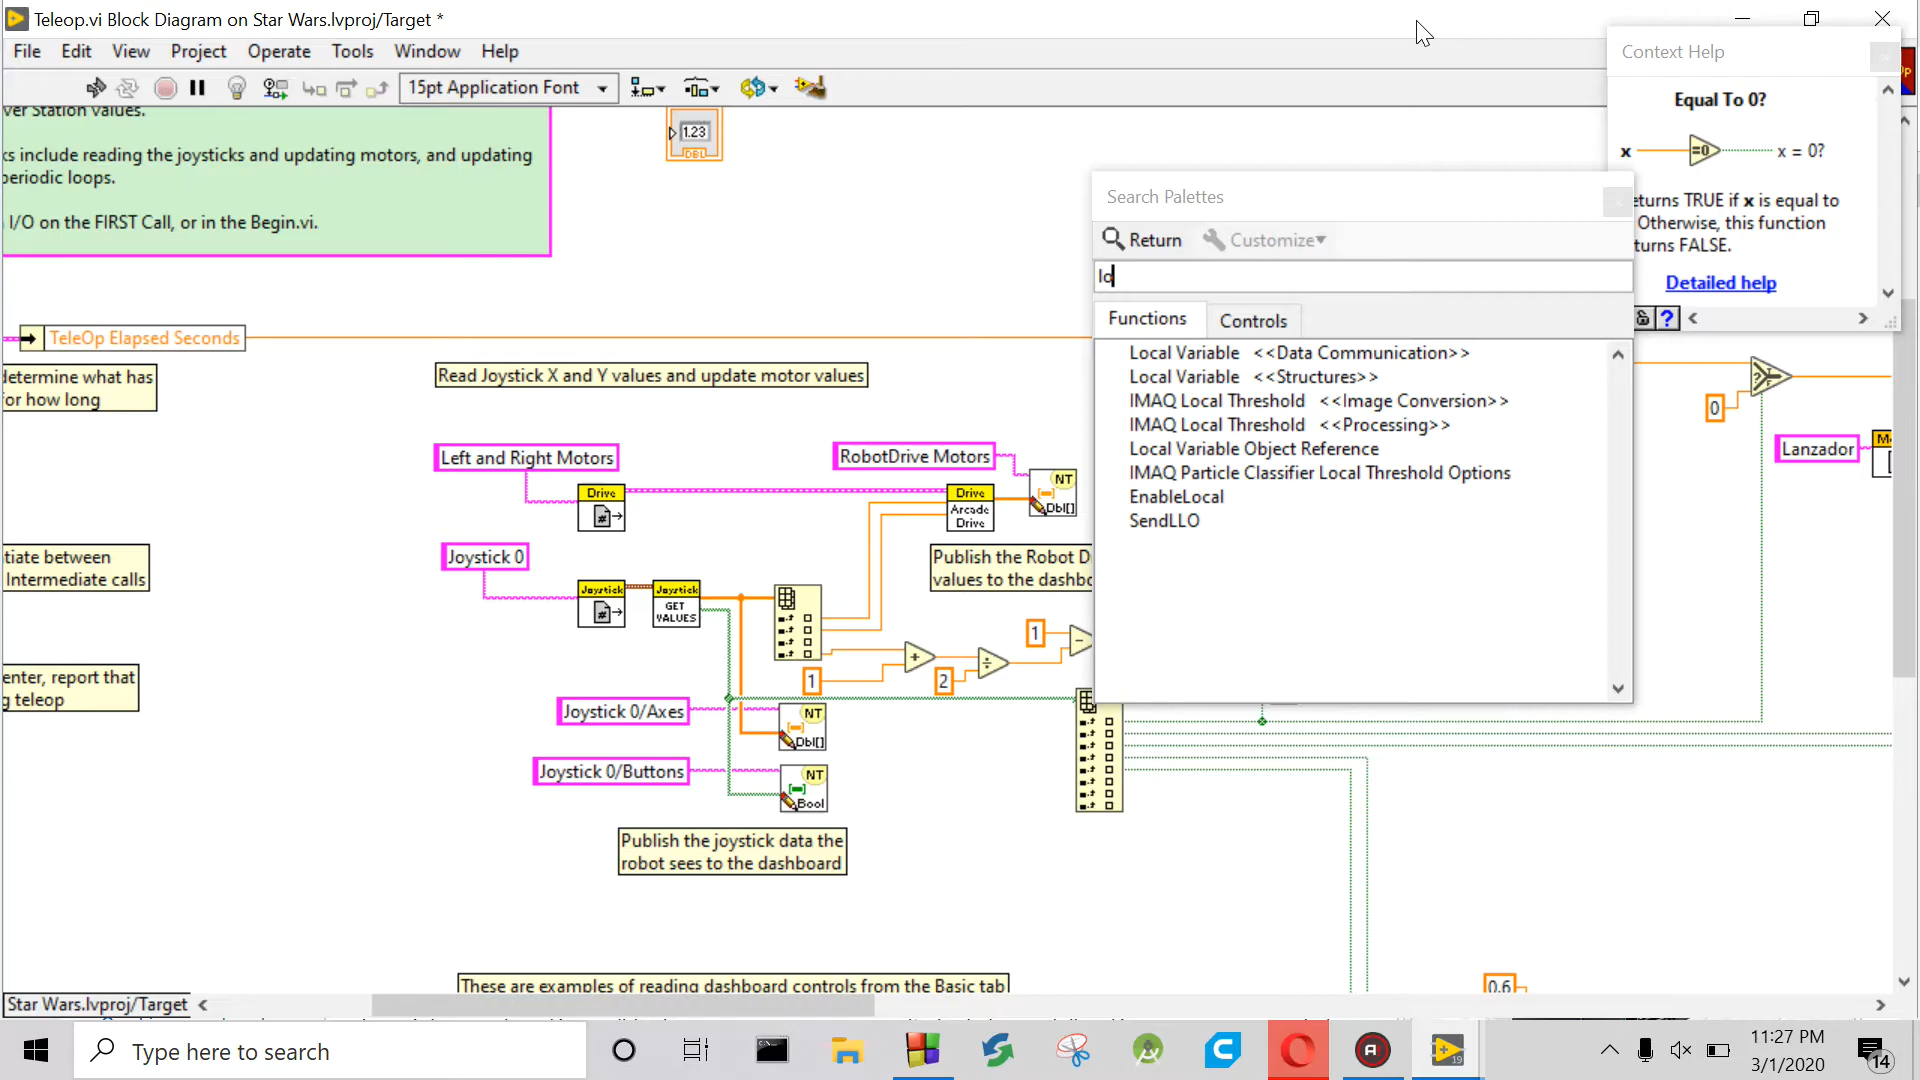 Teleop.vi Block Diagram on Star Wars.lvproj/Target *
File Edit View Project Operate Tools Window Help
15pt Application Font
Context Help
Equal To 0?
x =0 x = 0?
eturns TRUE if x is equal to
Otherwise, this function
turns FALSE.
Detailed help
ver Station values.
ks include reading the joysticks and updating motors, and updating
periodic loops.
I/O on the FIRST Call, or in the Begin.vi.
1.23
DBL
Search Palettes
Return Customize
lo
Functions Controls
Local Variable <<Data Communication>>
Local Variable <<Structures>>
IMAQ Local Threshold <<Image Conversion>>
IMAQ Local Threshold <<Processing>>
Local Variable Object Reference
IMAQ Particle Classifier Local Threshold Options
EnableLocal
SendLLO
TeleOp Elapsed Seconds
determine what has
for how long
Read Joystick X and Y values and update motor values
Left and Right Motors
RobotDrive Motors
Drive
Drive
Arcade
Drive
NT
Dbl[]
? T F
0
Lanzador
tiate between
Intermediate calls
Joystick 0
Joystick
Joystick
GET
VALUES
Publish the Robot D
values to the dashbo
1
+
÷
-
1
2
enter, report that
g teleop
Joystick 0/Axes
NT
Dbl[]
Joystick 0/Buttons
NT
Bool
Publish the joystick data the
robot sees to the dashboard
These are examples of reading dashboard controls from the Basic tab
0.6
Star Wars.lvproj/Target
Type here to search
19
11:27 PM
3/1/2020
14